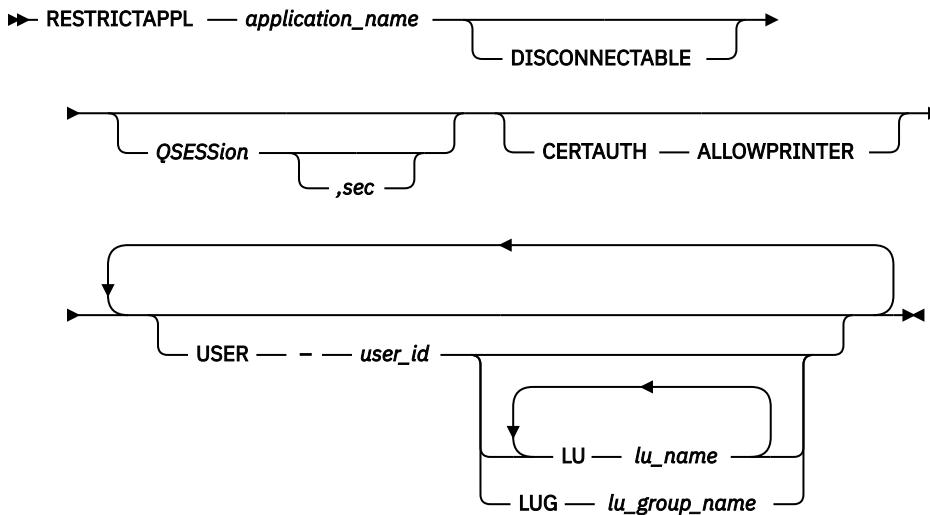 RESTRICTAPPL application_name
DISCONNECTABLE
QSESSion CERTAUTH ALLOWPRINTER
,sec
USER – user_id
LU lu_name
LUG lu_group_name